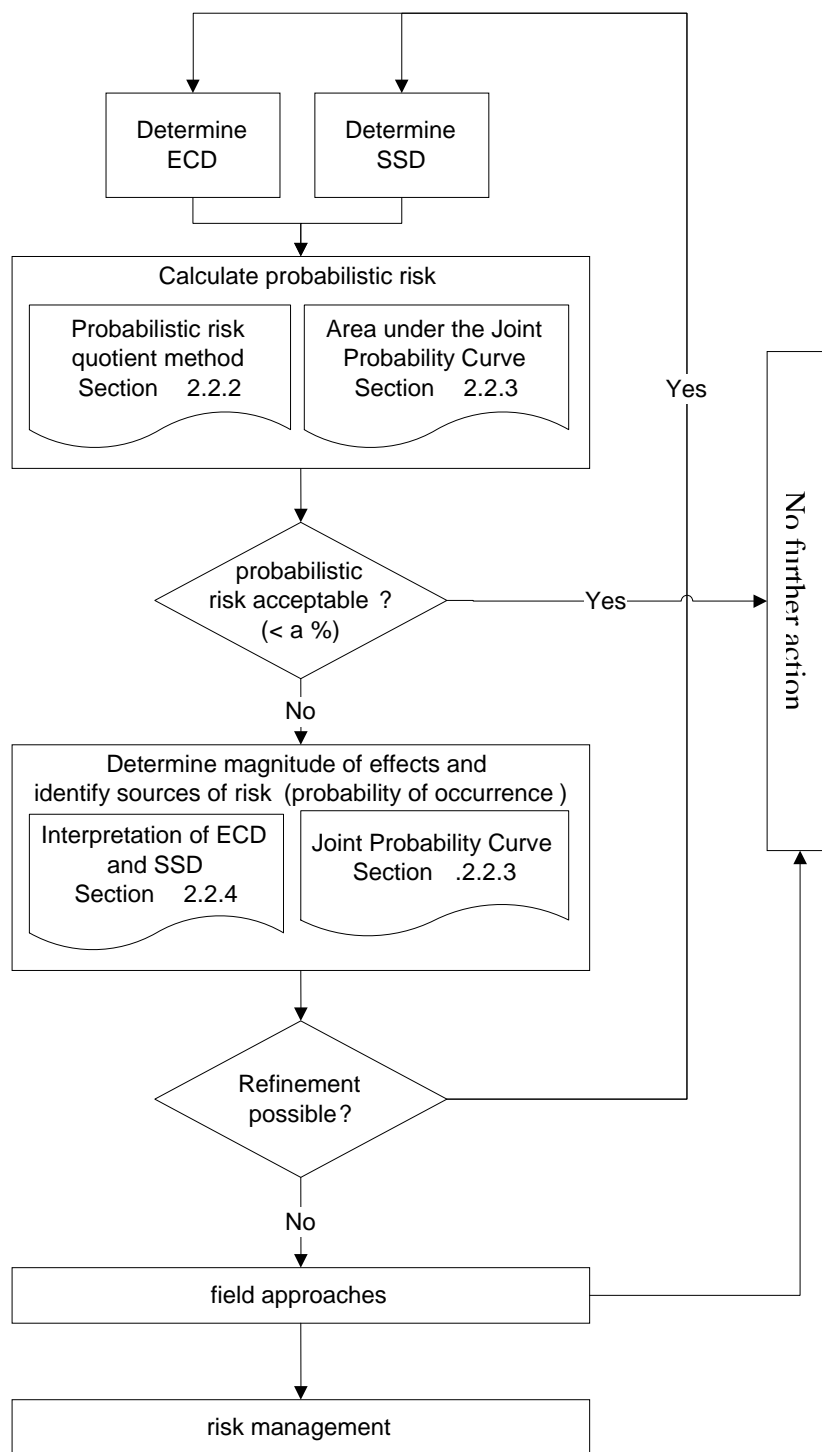 Determine
ECD
Determine
SSD
Calculate probabilistic risk
Probabilistic risk
quotient method
Section 2.2.2
Area under the Joint
Probability Curve
Section 2.2.3
Yes
No further action
probabilistic
risk acceptable ?
(< a %)
Yes
No
Determine magnitude of effects and
identify sources of risk (probability of occurrence )
Interpretation of ECD
and SSD
Section 2.2.4
Joint Probability Curve
Section .2.2.3
Refinement
possible ?
No
field approaches
risk management